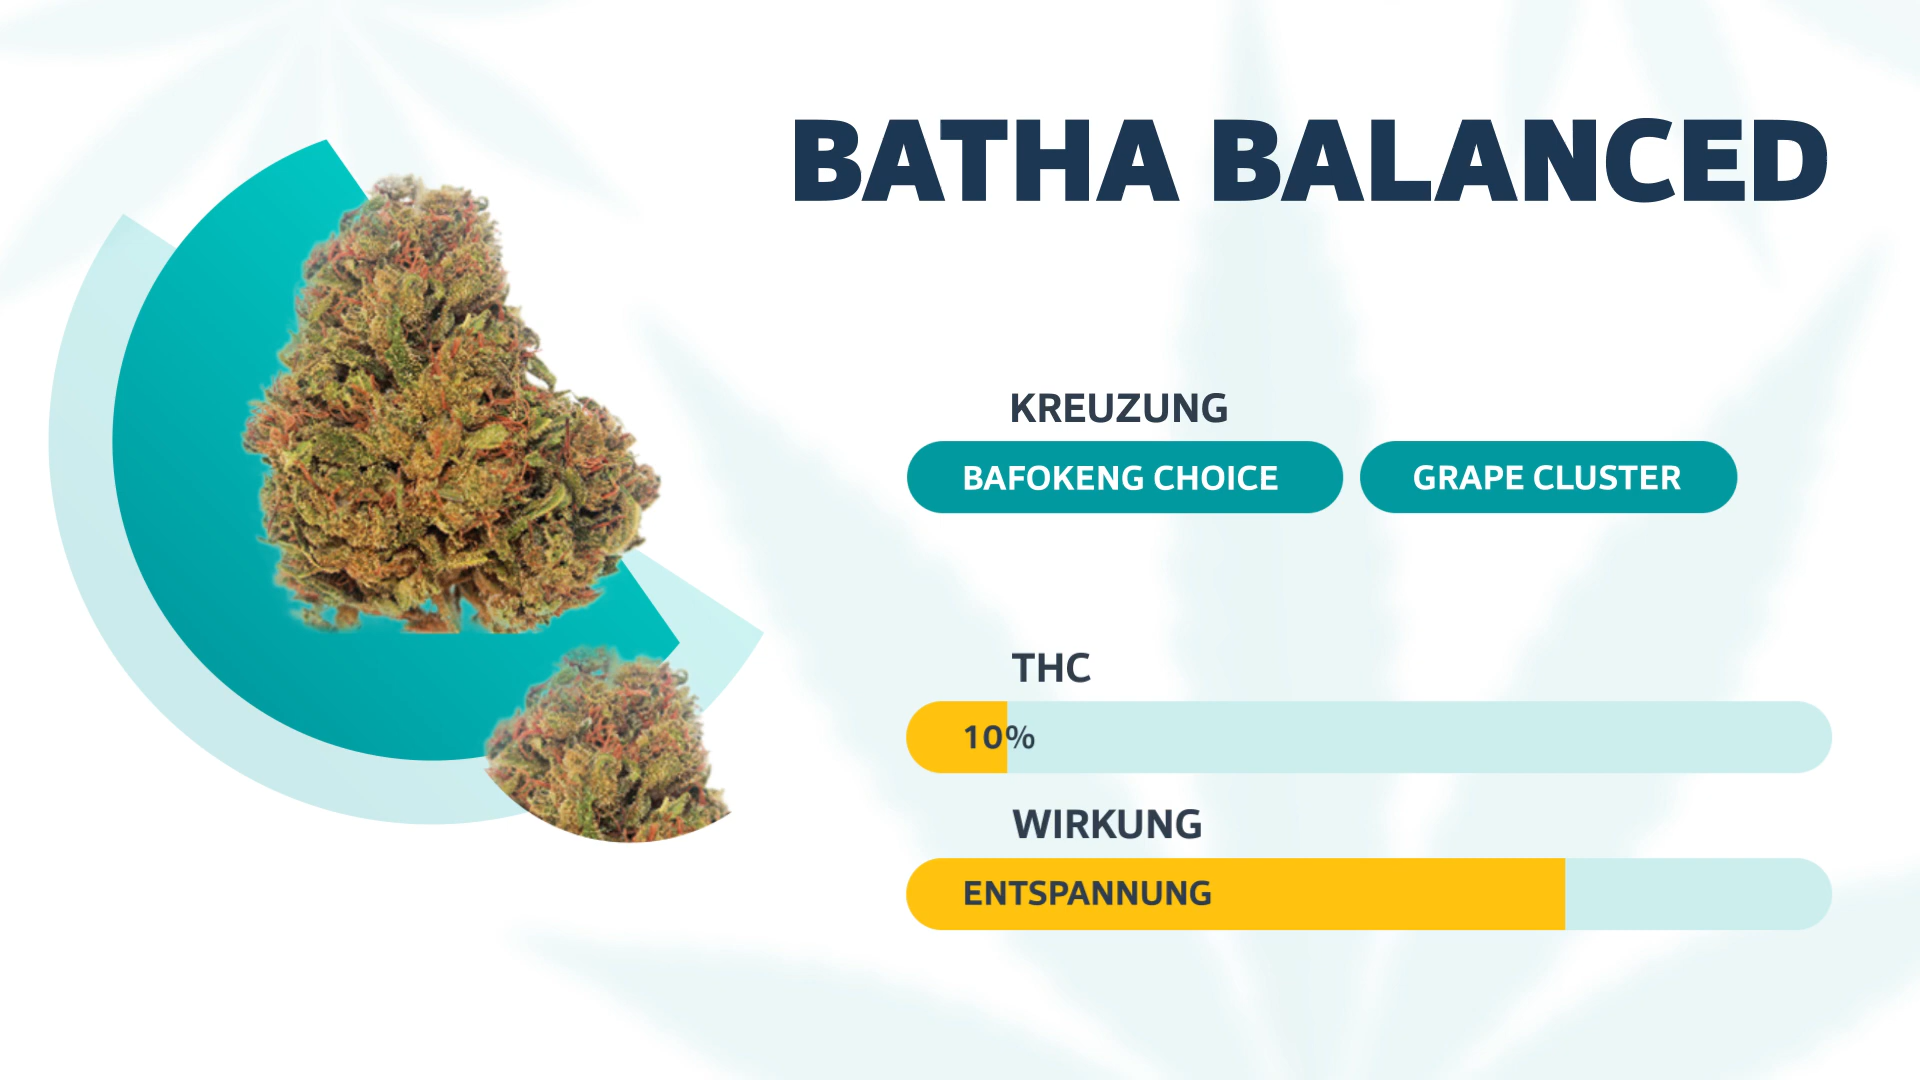 BATHA BALANCED
KREUZUNG
BAFOKENG CHOICE
GRAPE CLUSTER
THC
10%
WIRKUNG
ENTSPANNUNG